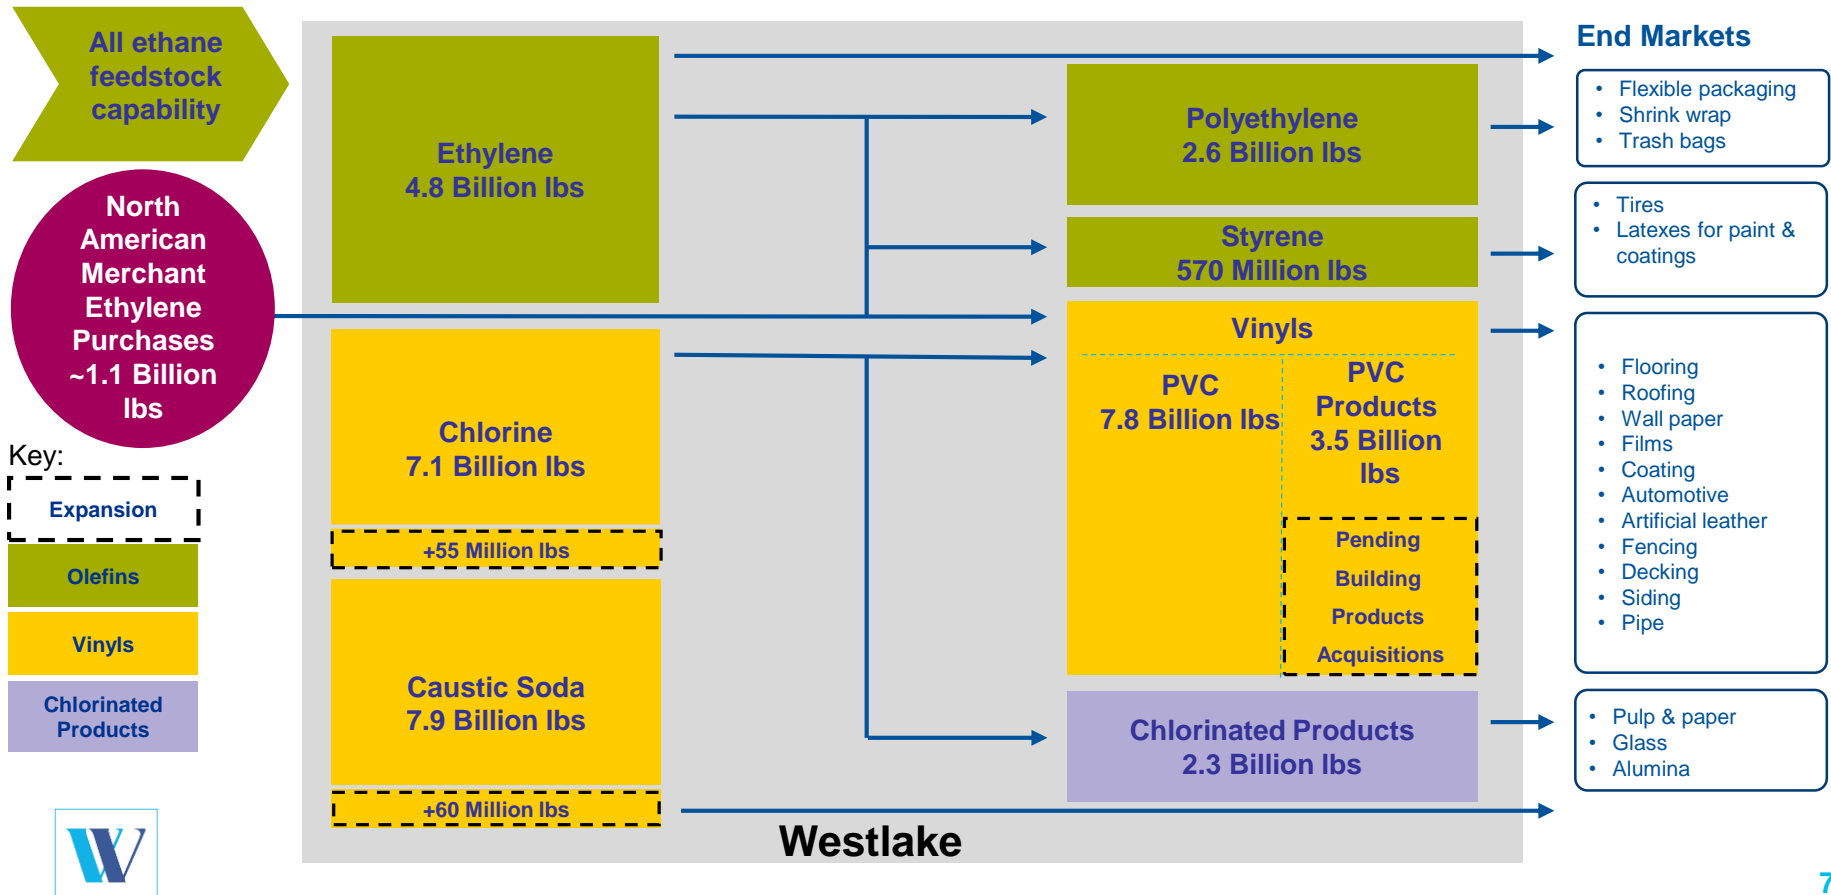 All ethane
feedstock
capability
North
American
Merchant
Ethylene
Purchases
~1.1 Billion
lbs
Key:
Expansion
Olefins
Vinyls
Chlorinated
Products
Ethylene
4.8 Billion lbs
Chlorine
7.1 Billion lbs
+55 Million lbs
Caustic Soda
7.9 Billion lbs
+60 Million lbs
Polyethylene
2.6 Billion lbs
Styrene
570 Million lbs
Vinyls
PVC
7.8 Billion lbs
PVC
Products
3.5 Billion
lbs
Pending
Building
Products
Acquisitions
Chlorinated Products
2.3 Billion lbs
Westlake
End Markets
• Flexible packaging
• Shrink wrap
• Trash bags
• Tires
• Latexes for paint &
coatings
• Flooring
• Roofing
• Wall paper
• Films
• Coating
• Automotive
• Artificial leather
• Fencing
• Decking
• Siding
• Pipe
• Pulp & paper
• Glass
• Alumina
7